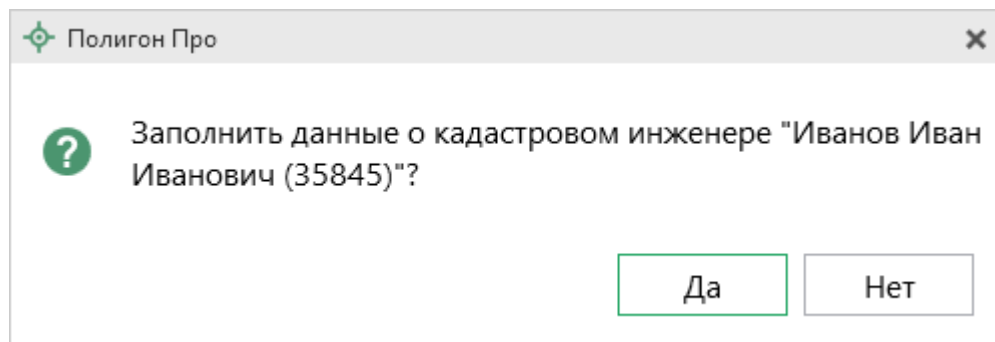 Полигон Про
Заполнить данные о кадастровом инженере "Иванов Иван
Иванович (35845)"?
Да
Нет